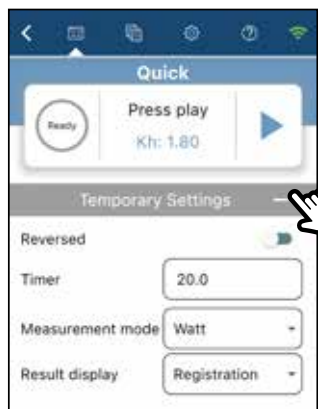 Quick
Ready
Press play
Kh: 1.80
Temporary Settings
Reversed
Timer 20.0
Measurement mode Watt
Result display Registration